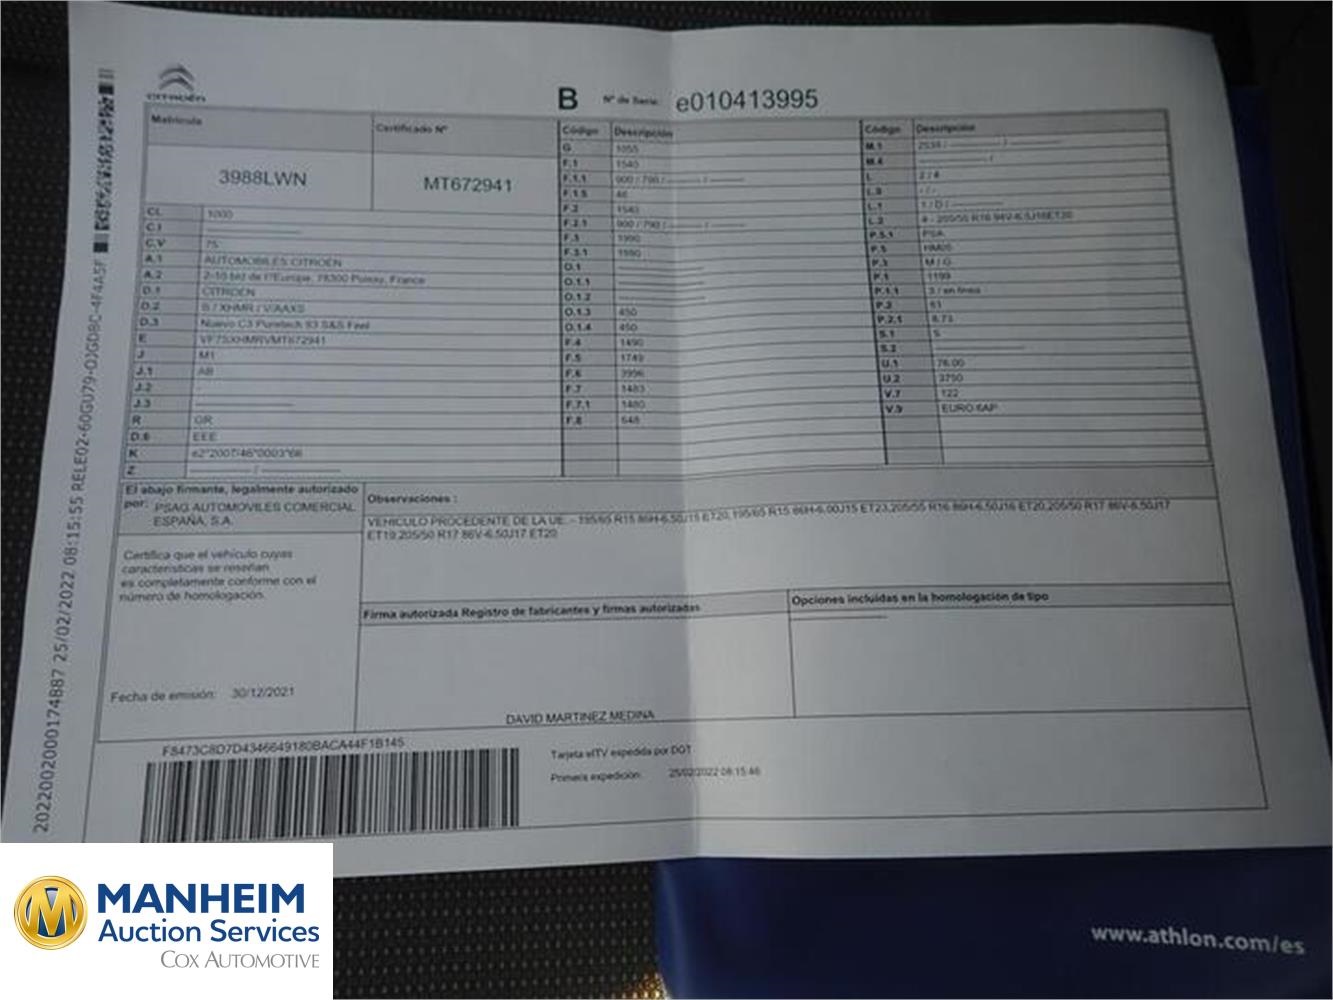 CITROËN
B Nº de Serie: e010413995
Matrícula
Certificado Nº
3988LWN
MT672941
CL 1000
C.I
C.V 75
A.1 AUTOMOBILES CITROËN
A.2 2-10 bld de l'Europe, 78300 Poissy, France
D.1 CITROËN
D.2 S / XHMR / V/AAXS
D.3 Nuevo C3 Puretech 83 S&S Feel
E VF7SXHMRVMT672941
J M1
J.1 AB
J.2 -
J.3
R GR
D.6 EEE
K e2*2007/46*0003*66
Z
Código Descripción
G 1055
F.1 1540
F.1.1 900 / 790 /
F.1.5 46
F.2 1540
F.2.1 900 / 790 /
F.3 1990
F.3.1 1990
O.1
O.1.1
O.1.2
O.1.3 450
O.1.4 450
F.4 1490
F.5 1749
F.6 3996
F.7 1483
F.7.1 1480
F.8 648
Código Descripción
M.1 2539 /
M.4
L 2 / 4
L.0 - / -
L.1 1 / D /
L.2 4 - 205/55 R16 94V-6.5J16ET20
P.5.1 PSA
P.5 HM05
P.3 M / G
P.1 1199
P.1.1 3 / en línea
P.2 61
P.2.1 8.73
S.1 5
S.2
U.1 76.00
U.2 3750
V.7 122
V.9 EURO 6AP
El abajo firmante, legalmente autorizado
por: PSAG AUTOMOVILES COMERCIAL
ESPAÑA, S.A.
Certifica que el vehículo cuyas
características se reseñan
es completamente conforme con el
número de homologación.
Fecha de emisión: 30/12/2021
Observaciones :
VEHICULO PROCEDENTE DE LA UE. - 195/65 R15 86H-6.50J15 ET20,195/65 R15 86H-6.00J15 ET23,205/55 R16 86H-6.50J16 ET20,205/50 R17 86V-6.50J17
ET19,205/50 R17 86V-6.50J17 ET20
Firma autorizada Registro de fabricantes y firmas autorizadas
Opciones incluidas en la homologación de tipo
DAVID MARTINEZ MEDINA
F8473C8D7D4346649180BACA44F1B145
Tarjeta eITV expedida por DGT
Primera expedición: 25/02/2022 08:15:46
2022002000174B87 25/02/2022 08:15:55 RELE02-60GU79-OJGDBC-4F4A5F
MANHEIM
Auction Services
COX AUTOMOTIVE
www.athlon.com/es